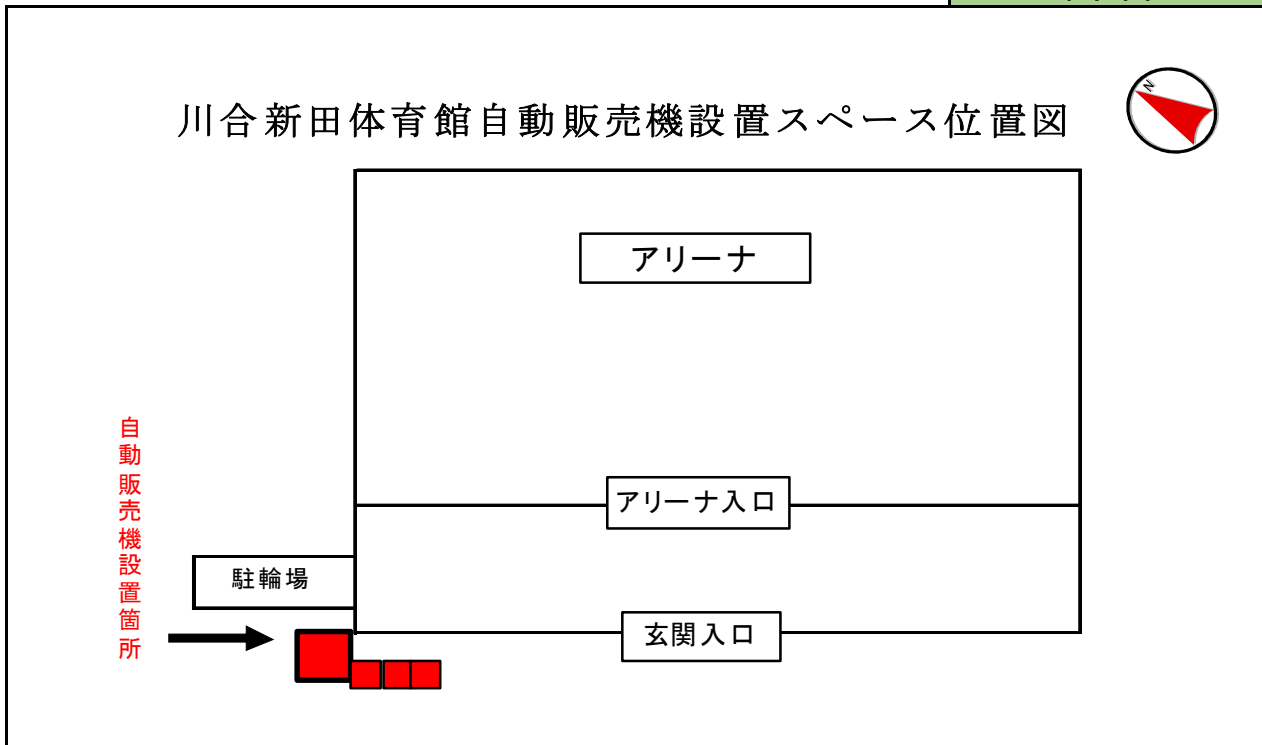 川合新田体育館自動販売機設置スペース位置図
N
アリーナ
自動販売機設置箇所
アリーナ入口
駐輪場
玄関入口